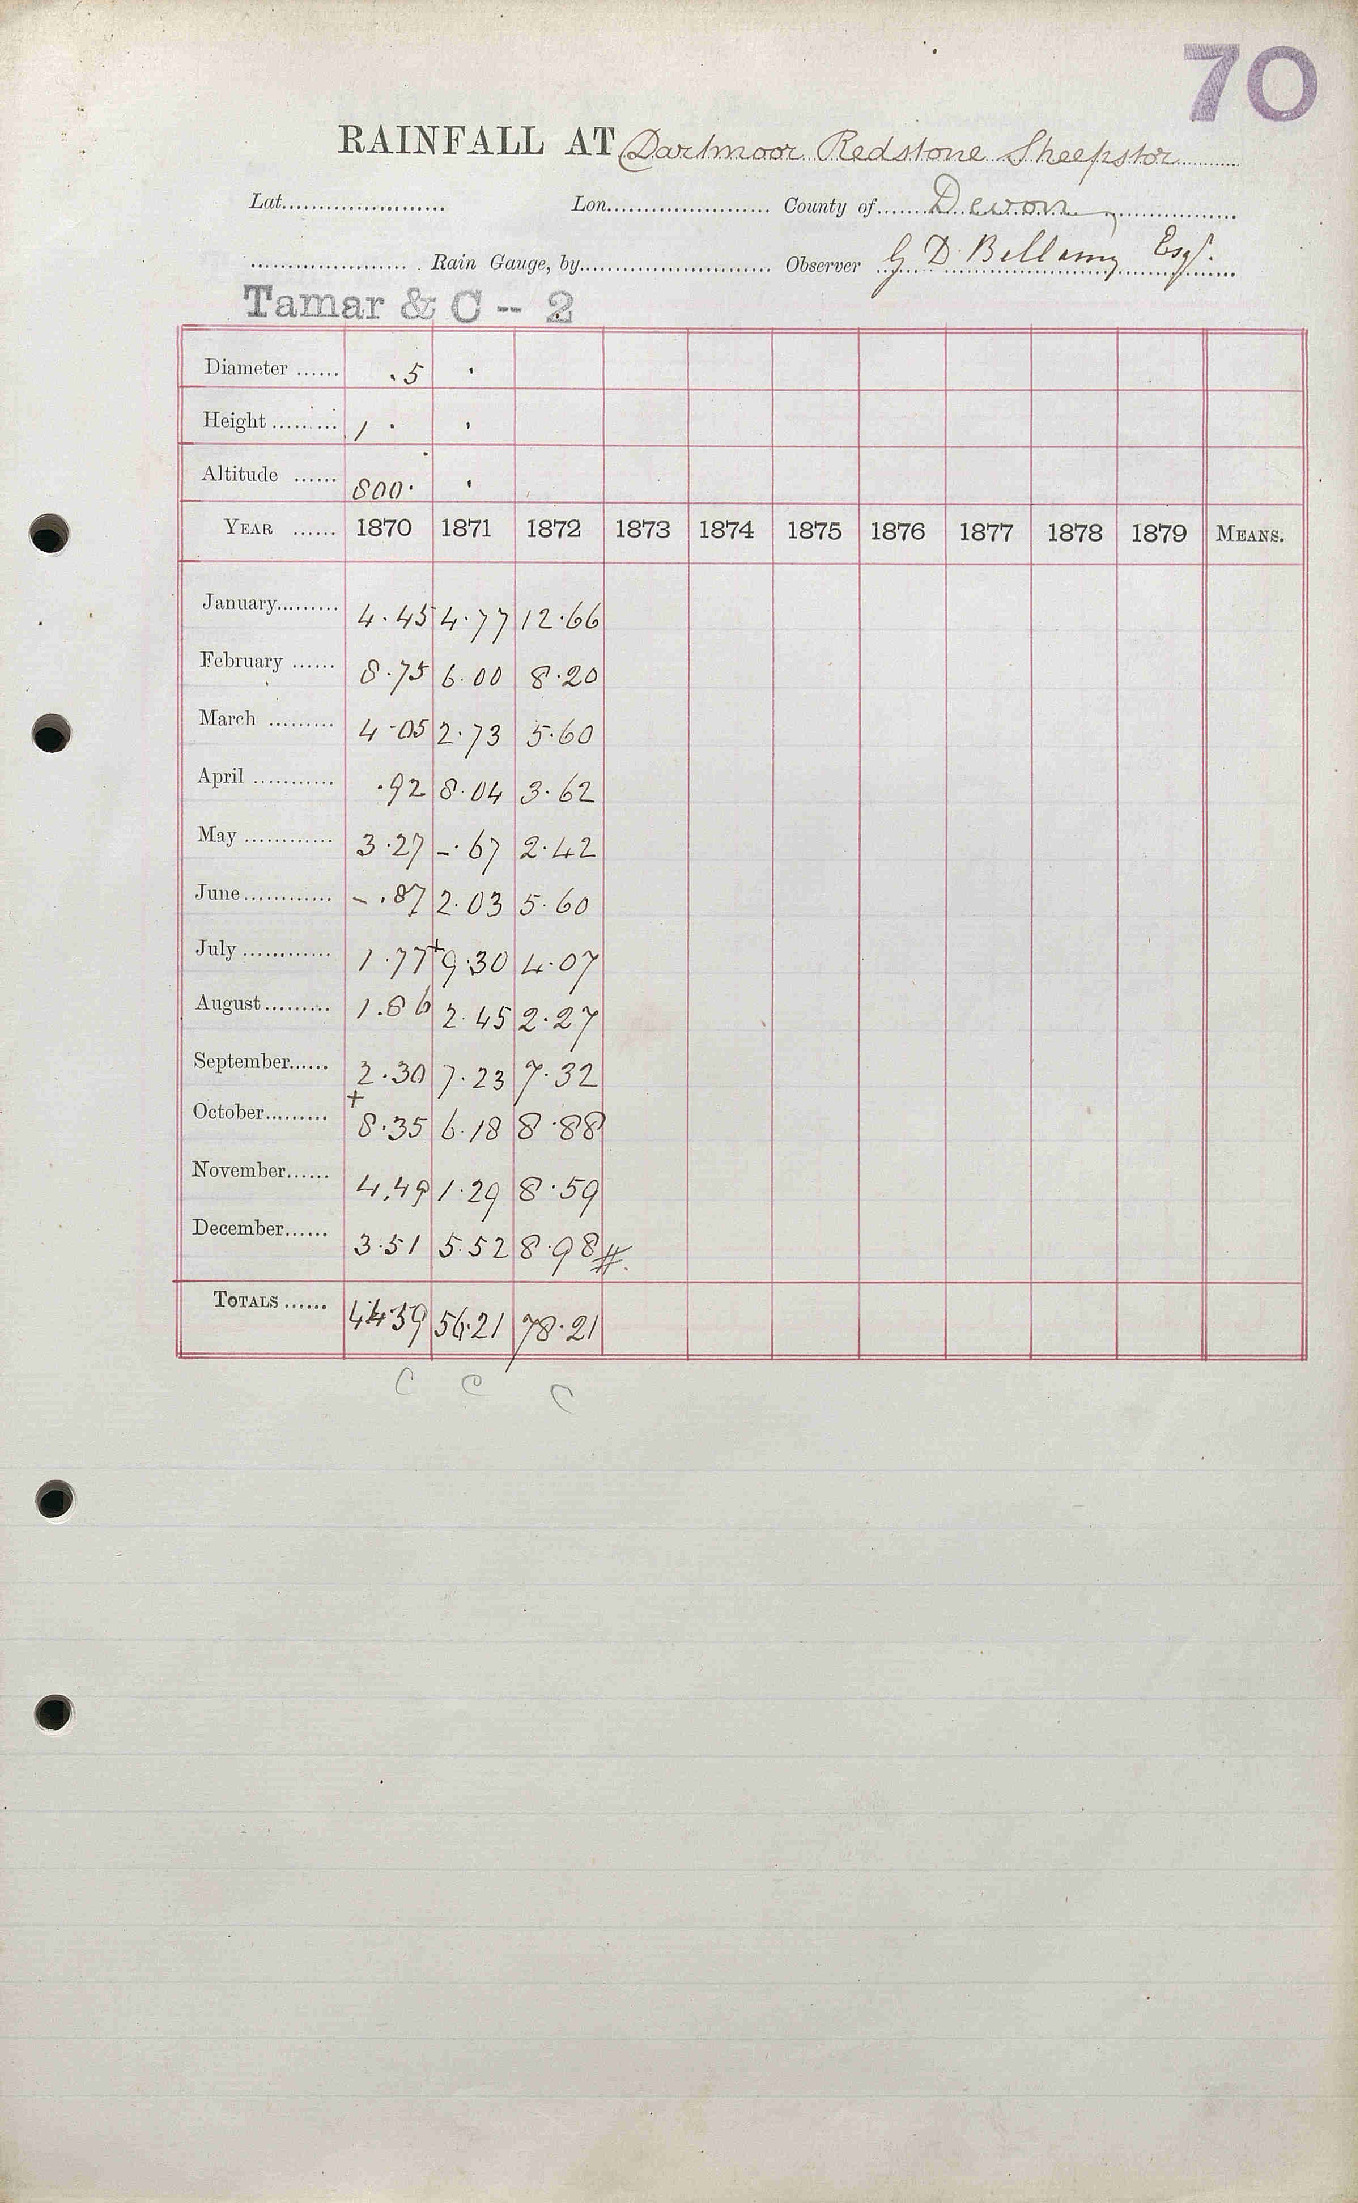 70
RAINFALL AT Dartmoor Redstone Sheepstor
Lat...................... Lon...................... County of Devon
...................... Rain Gauge, by...................... Observer G D Bellamy Esqr.
Tamar & C -- 2
Diameter ...... .5 .
Height ......... 1 . .
Altitude ...... 800. .
YEAR ...... 1870 1871 1872 1873 1874 1875 1876 1877 1878 1879 MEANS.
January......... 4.45 4.77 12.66
February ...... 8.75 6.00 8.20
March ......... 4.05 2.73 5.60
April ............ .92 8.04 3.62
May ............ 3.27 -.67 2.42
June............ -.87 2.03 5.60
July ............ 1.77 +9.30 4.07
August......... 1.86 2.45 2.27
September...... 2.30 7.23 7.32
October......... +8.35 6.18 8.88
November...... 4.49 1.29 8.59
December...... 3.51 5.52 8.98 #.
TOTALS ...... 44.59 56.21 78.21
C C C